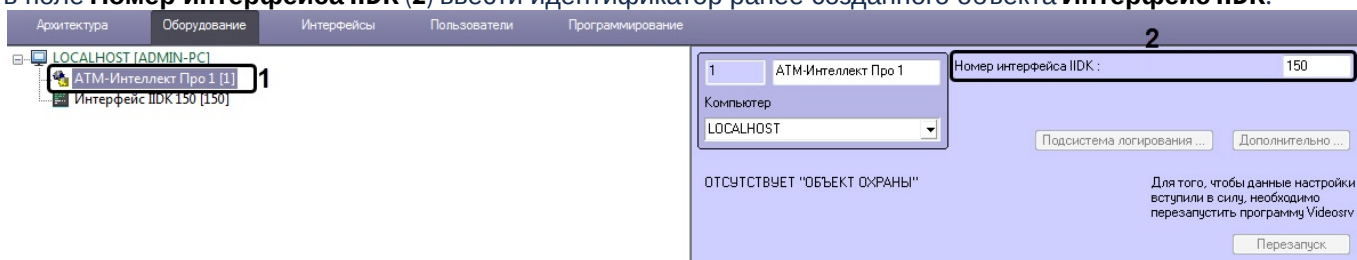 в поле Номер интерфейса IIDK (2) ввести идентификатор ранее созданного объекта Интерфейс IIDK.
Архитектура Оборудование Интерфейсы Пользователи Программирование
2
LOCALHOST [ADMIN-PC]
АТМ-Интеллект Про 1 [1] 1
Интерфейс IIDK 150 [150]
1 АТМ-Интеллект Про 1
Номер интерфейса IIDK : 150
Компьютер
LOCALHOST
Подсистема логирования ... Дополнительно ...
ОТСУТСТВУЕТ "ОБЪЕКТ ОХРАНЫ"
Для того, чтобы данные настройки
вступили в силу, необходимо
перезапустить программу Videosrv
Перезапуск